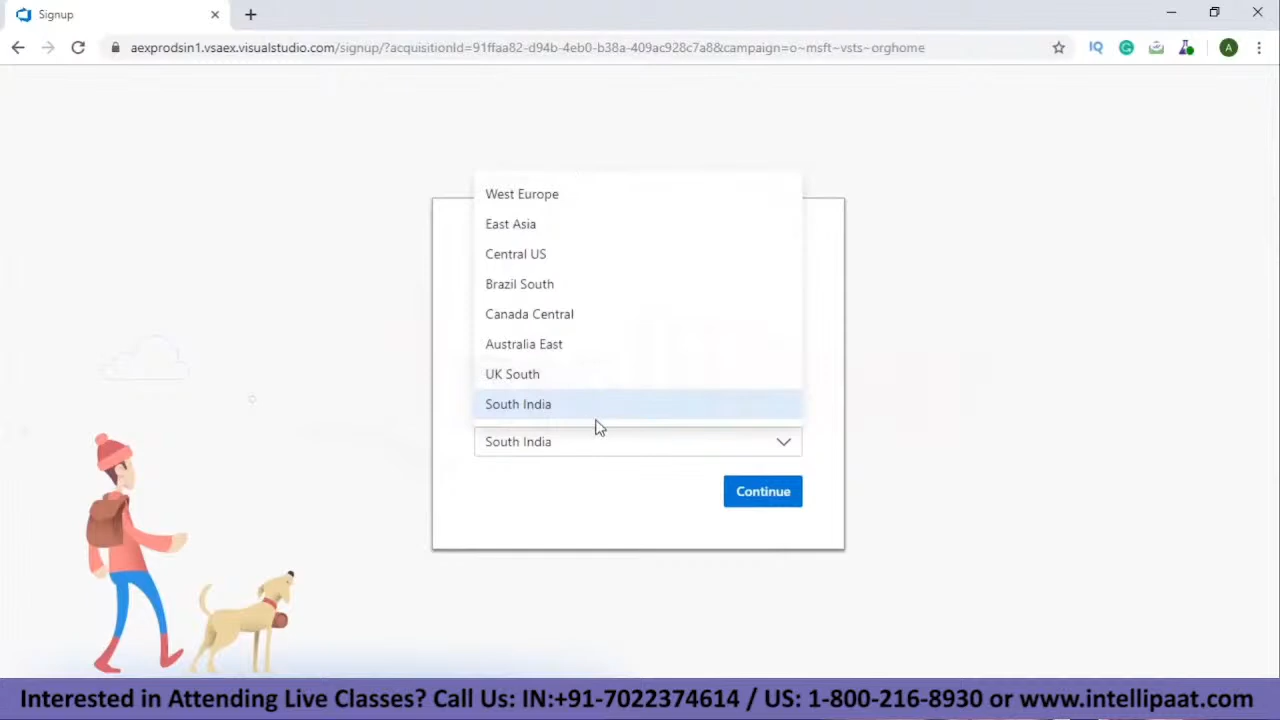 Signup
aexprodsin1.vsaex.visualstudio.com/signup/?acquisitionId=91ffaa82-d94b-4eb0-b38a-409ac928c7a8&campaign=o~msft~vsts~orghome
IQ
A
West Europe
East Asia
Central US
Brazil South
Canada Central
Australia East
UK South
South India
South India
Continue
Interested in Attending Live Classes? Call Us: IN:+91-7022374614 / US: 1-800-216-8930 or www.intellipaat.com